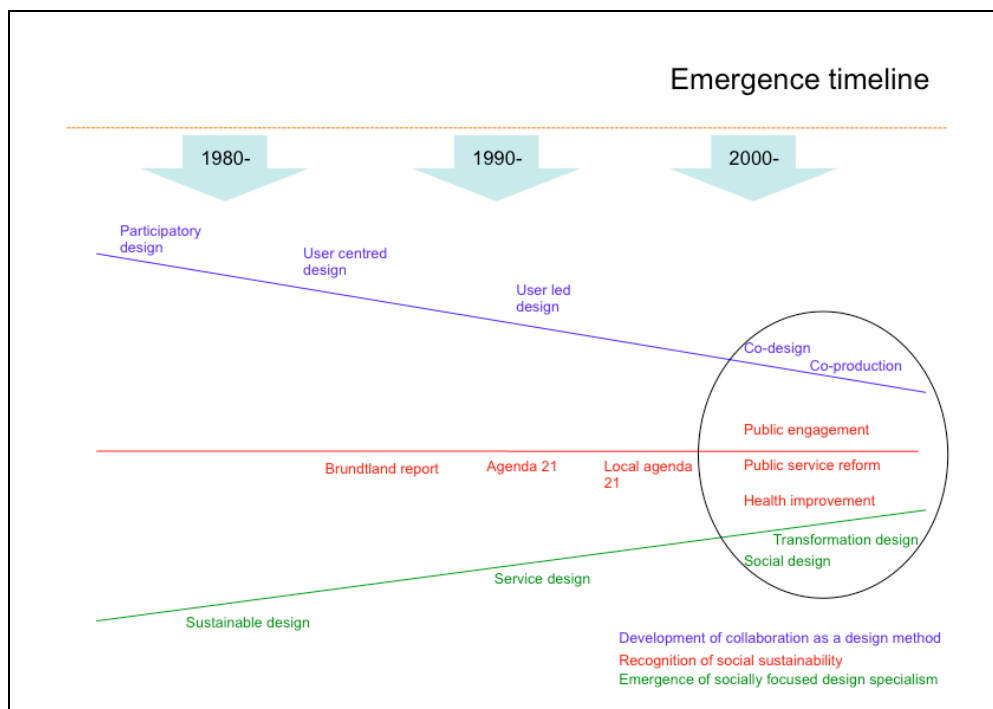 Emergence timeline
1980-
1990-
2000-
Participatory
design
User centred
design
User led
design
Co-design
Co-production
Public engagement
Brundtland report
Agenda 21
Local agenda
21
Public service reform
Health improvement
Transformation design
Social design
Service design
Sustainable design
Development of collaboration as a design method
Recognition of social sustainability
Emergence of socially focused design specialism